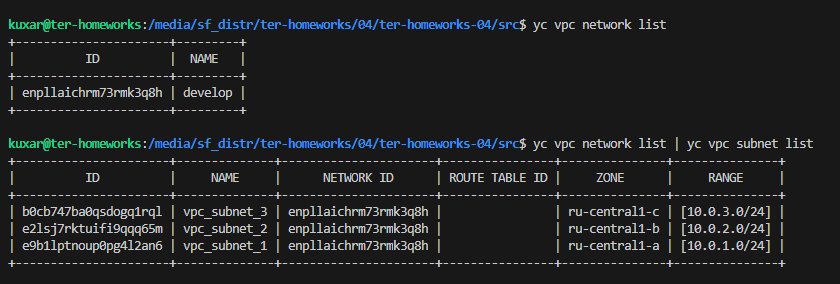 kuxar@ter-homeworks:/media/sf_distr/ter-homeworks/04/ter-homeworks-04/src$ yc vpc network list
+----------------------+---------+
|          ID          |  NAME   |
+----------------------+---------+
| enpllaichrm73rmk3q8h | develop |
+----------------------+---------+
kuxar@ter-homeworks:/media/sf_distr/ter-homeworks/04/ter-homeworks-04/src$ yc vpc network list | yc vpc subnet list
+----------------------+--------------+----------------------+----------------+---------------+---------------+
|          ID          |     NAME     |      NETWORK ID      | ROUTE TABLE ID |     ZONE      |     RANGE     |
+----------------------+--------------+----------------------+----------------+---------------+---------------+
| b0cb747ba0qsdogq1rql | vpc_subnet_3 | enpllaichrm73rmk3q8h |                | ru-central1-c | [10.0.3.0/24] |
| e2lsj7rktuifi9qqq65m | vpc_subnet_2 | enpllaichrm73rmk3q8h |                | ru-central1-b | [10.0.2.0/24] |
| e9b1lptnoup0pg4l2an6 | vpc_subnet_1 | enpllaichrm73rmk3q8h |                | ru-central1-a | [10.0.1.0/24] |
+----------------------+--------------+----------------------+----------------+---------------+---------------+